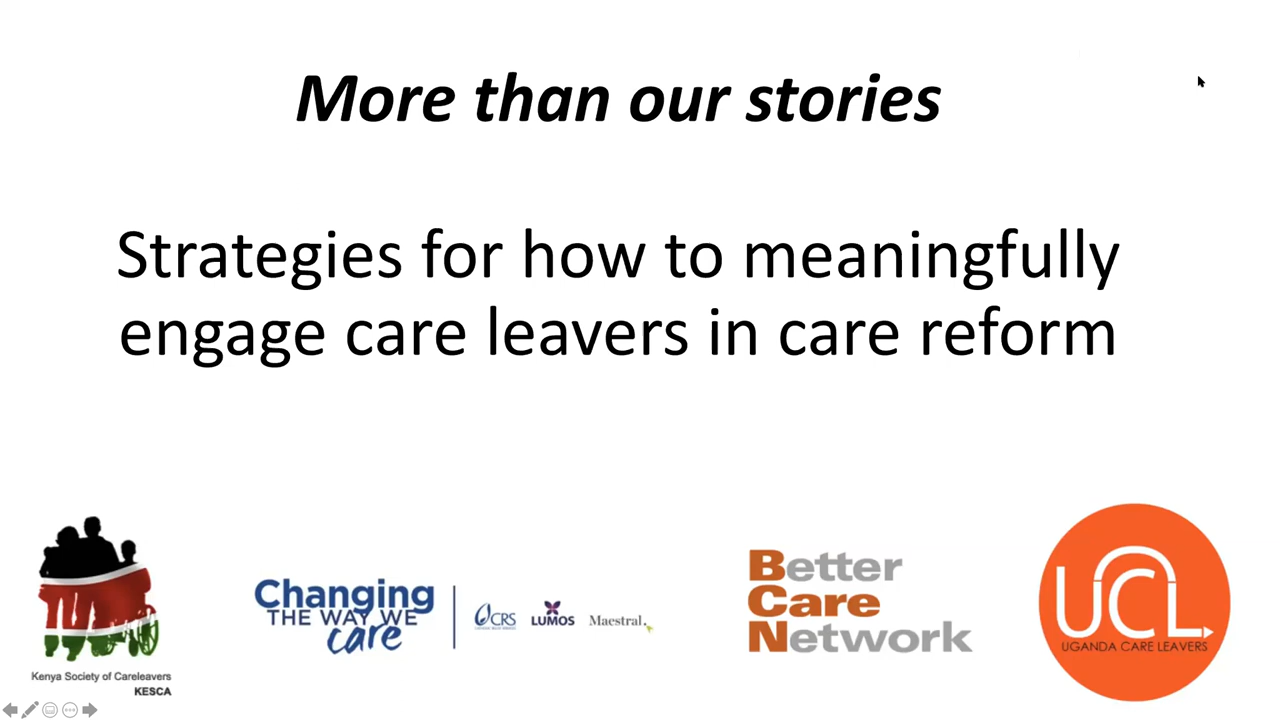 More than our stories
Strategies for how to meaningfully
engage care leavers in care reform
Kenya Society of Careleavers
KESCA
Changing
THE WAY WE
care
CRS
LUMOS
Maestral.
Better
Care
Network
UCL
UGANDA CARE LEAVERS